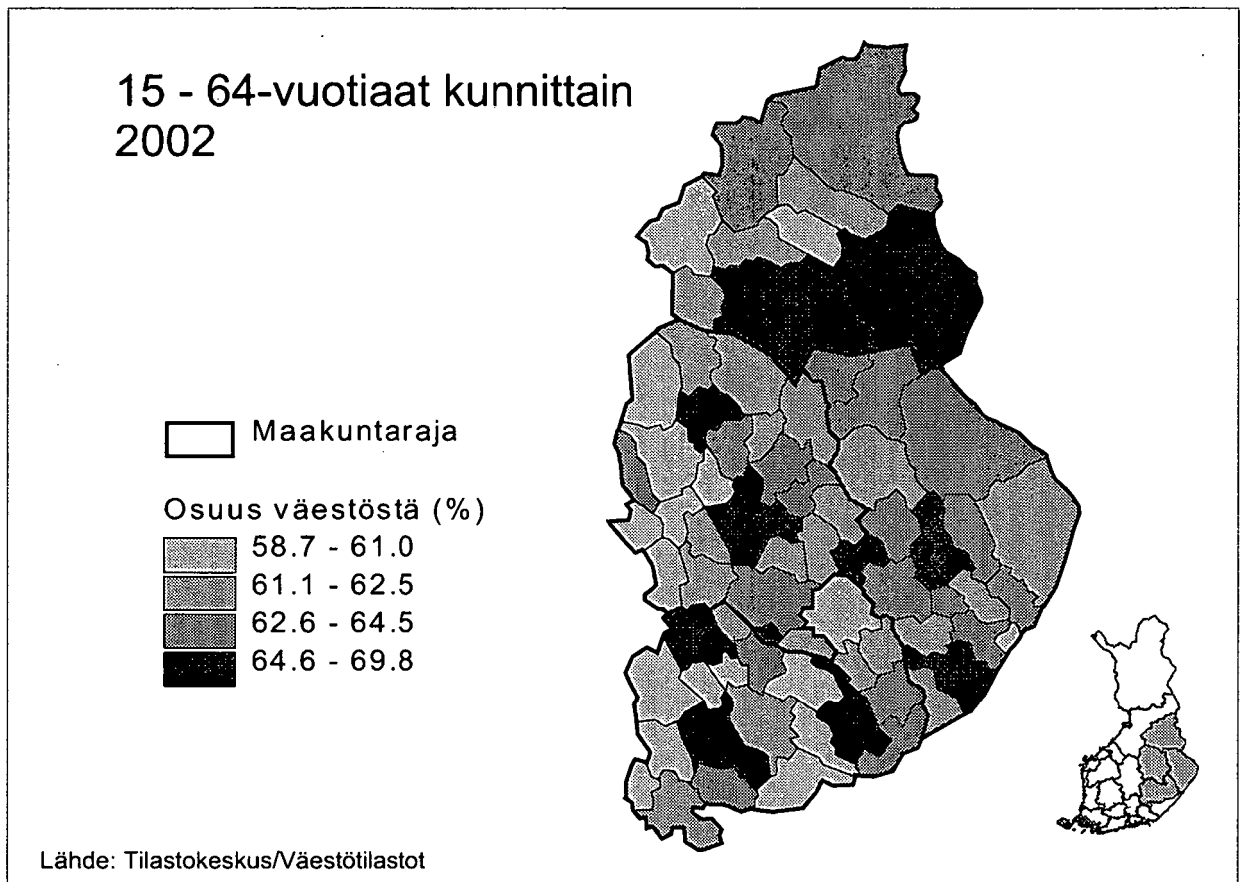 15 - 64-vuotiaat kunnittain
2002
Maakuntaraja
Osuus väestöstä (%)
58.7 - 61.0
61.1 - 62.5
62.6 - 64.5
64.6 - 69.8
Lähde: Tilastokeskus/Väestötilastot